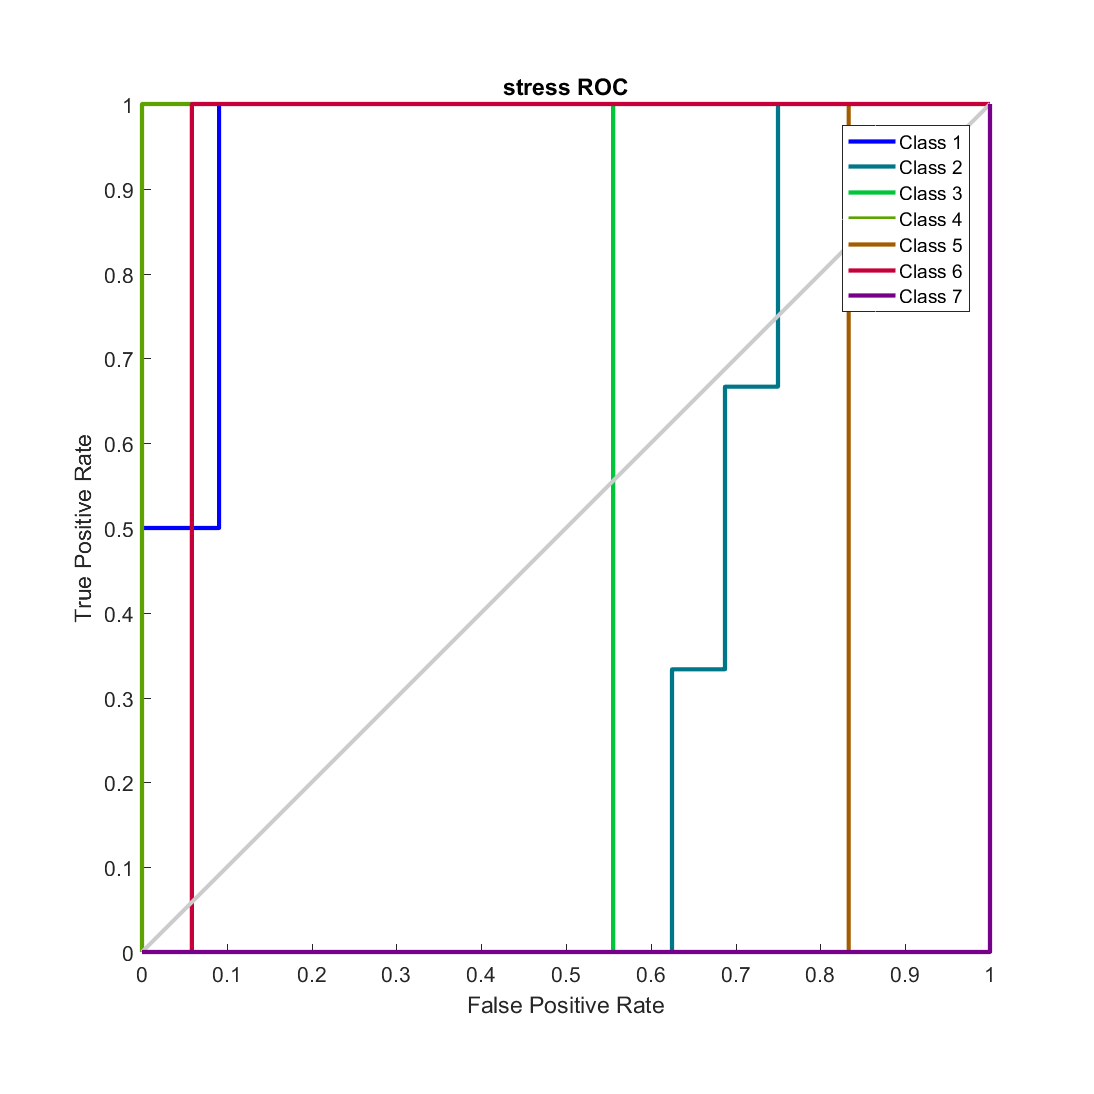 stress ROC
1
0.9
0.8
0.7
0.6
0.5
0.4
0.3
0.2
0.1
0
True Positive Rate
Class 1
Class 2
Class 3
Class 4
Class 5
Class 6
Class 7
0 0.1 0.2 0.3 0.4 0.5 0.6 0.7 0.8 0.9 1
False Positive Rate